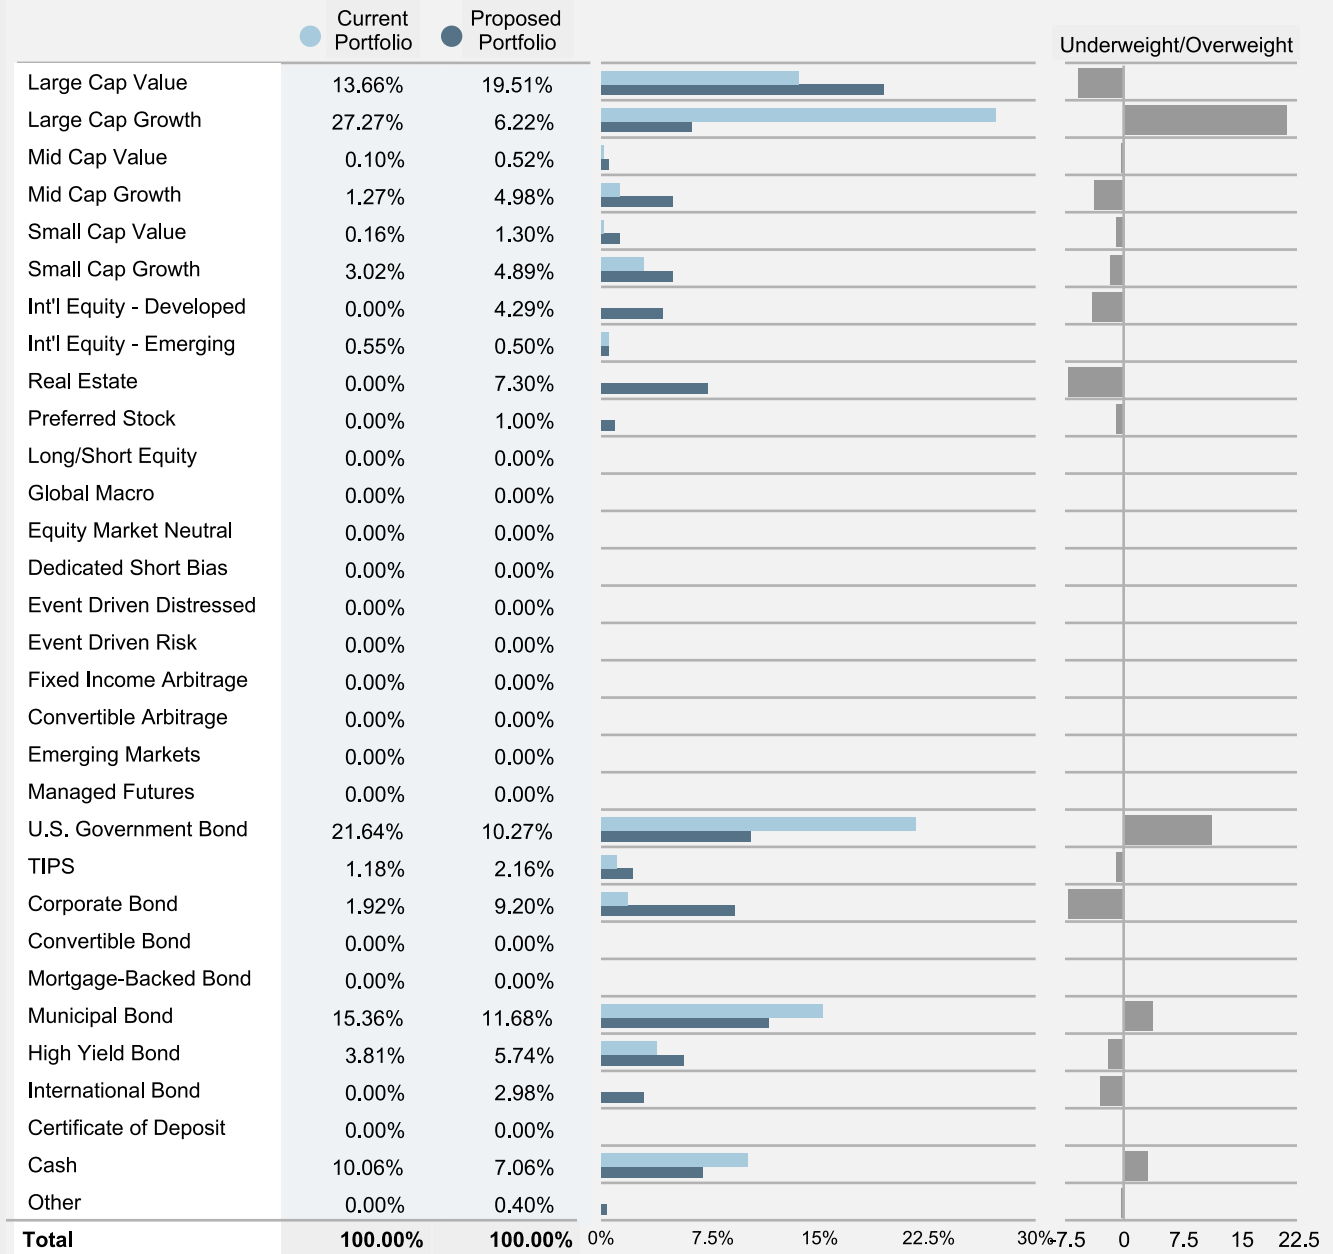 Current Portfolio
Proposed Portfolio
Underweight/Overweight
Large Cap Value 13.66% 19.51%
Large Cap Growth 27.27% 6.22%
Mid Cap Value 0.10% 0.52%
Mid Cap Growth 1.27% 4.98%
Small Cap Value 0.16% 1.30%
Small Cap Growth 3.02% 4.89%
Int'l Equity - Developed 0.00% 4.29%
Int'l Equity - Emerging 0.55% 0.50%
Real Estate 0.00% 7.30%
Preferred Stock 0.00% 1.00%
Long/Short Equity 0.00% 0.00%
Global Macro 0.00% 0.00%
Equity Market Neutral 0.00% 0.00%
Dedicated Short Bias 0.00% 0.00%
Event Driven Distressed 0.00% 0.00%
Event Driven Risk 0.00% 0.00%
Fixed Income Arbitrage 0.00% 0.00%
Convertible Arbitrage 0.00% 0.00%
Emerging Markets 0.00% 0.00%
Managed Futures 0.00% 0.00%
U.S. Government Bond 21.64% 10.27%
TIPS 1.18% 2.16%
Corporate Bond 1.92% 9.20%
Convertible Bond 0.00% 0.00%
Mortgage-Backed Bond 0.00% 0.00%
Municipal Bond 15.36% 11.68%
High Yield Bond 3.81% 5.74%
International Bond 0.00% 2.98%
Certificate of Deposit 0.00% 0.00%
Cash 10.06% 7.06%
Other 0.00% 0.40%
Total 100.00% 100.00% 0% 7.5% 15% 22.5% 30% -7.5 0 7.5 15 22.5